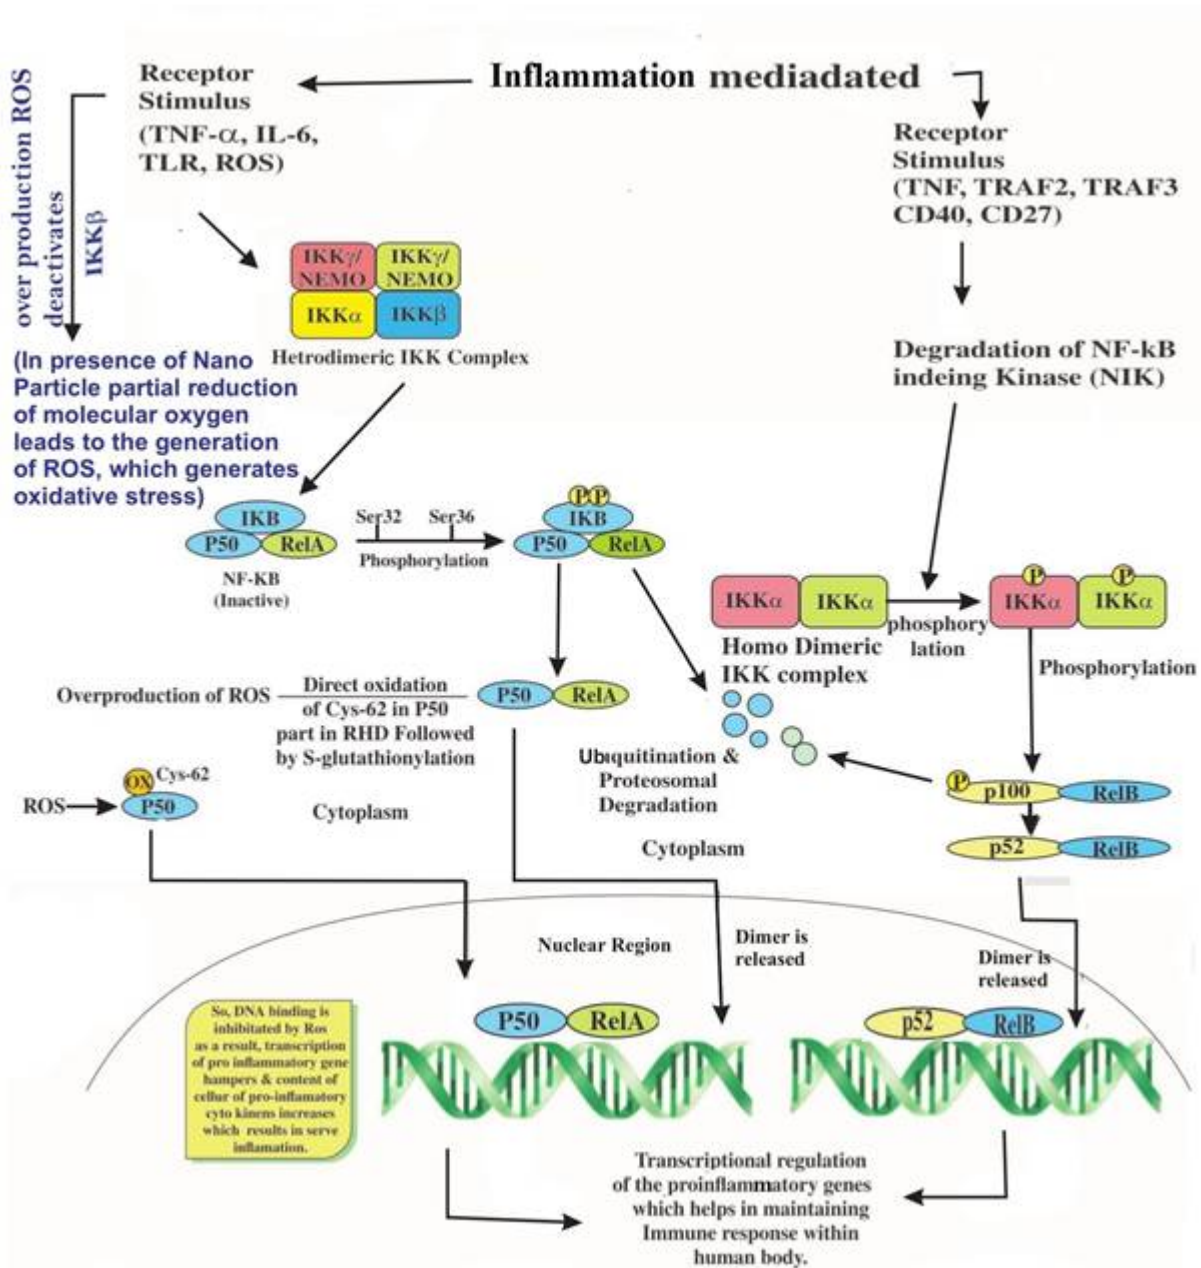 Inflammation mediadated
Receptor
Stimulus
(TNF-α, IL-6,
TLR, ROS)
over production ROS
deactivates
IKKβ
Receptor
Stimulus
(TNF, TRAF2, TRAF3
CD40, CD27)
IKKγ/
NEMO
IKKγ/
NEMO
IKKα
IKKβ
Hetrodimeric IKK Complex
Degradation of NF-kB
indeing Kinase (NIK)
(In presence of Nano
Particle partial reduction
of molecular oxygen
leads to the generation
of ROS, which generates
oxidative stress)
IKB
P50
RelA
NF-KB
(Inactive)
Ser32
Ser36
Phosphorylation
P
P
IKB
P50
RelA
IKKα
IKKα
Homo Dimeric
IKK complex
phosphory
lation
P
P
IKKα
IKKα
Phosphorylation
Overproduction of ROS
Direct oxidation
of Cys-62 in P50
part in RHD Followed
by S-glutathionylation
P50
RelA
Ubiquitination &
Proteosomal
Degradation
P
p100
RelB
p52
RelB
ROS
OX
Cys-62
P50
Cytoplasm
Cytoplasm
Nuclear Region
Dimer is
released
Dimer is
released
So, DNA binding is
inhibitated by Ros
as a result, transcription
of pro inflammatory gene
hampers & content of
cellur of pro-inflamatory
cyto kinens increases
which results in serve
inflamation.
P50
RelA
p52
RelB
Transcriptional regulation
of the proinflammatory genes
which helps in maintaining
Immune response within
human body.